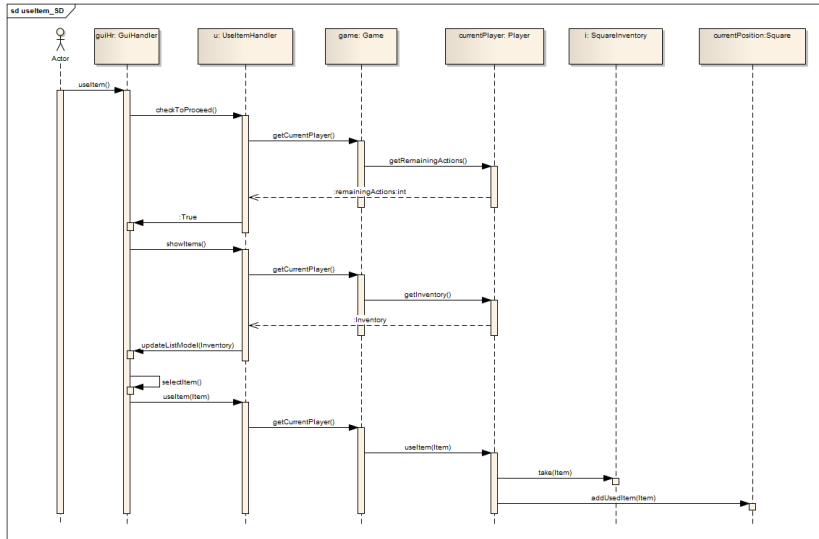 sd useItem_SD
Actor
guiHr: GuiHandler
u: UseItemHandler
game: Game
currentPlayer: Player
i: SquareInventory
currentPosition:Square
useItem()
checkToProceed()
getCurrentPlayer()
getRemainingActions()
:remainingActions:int
:True
showItems()
getCurrentPlayer()
getInventory()
:Inventory
updateListModel(Inventory)
selectItem()
useItem(Item)
getCurrentPlayer()
useItem(Item)
take(Item)
addUsedItem(Item)